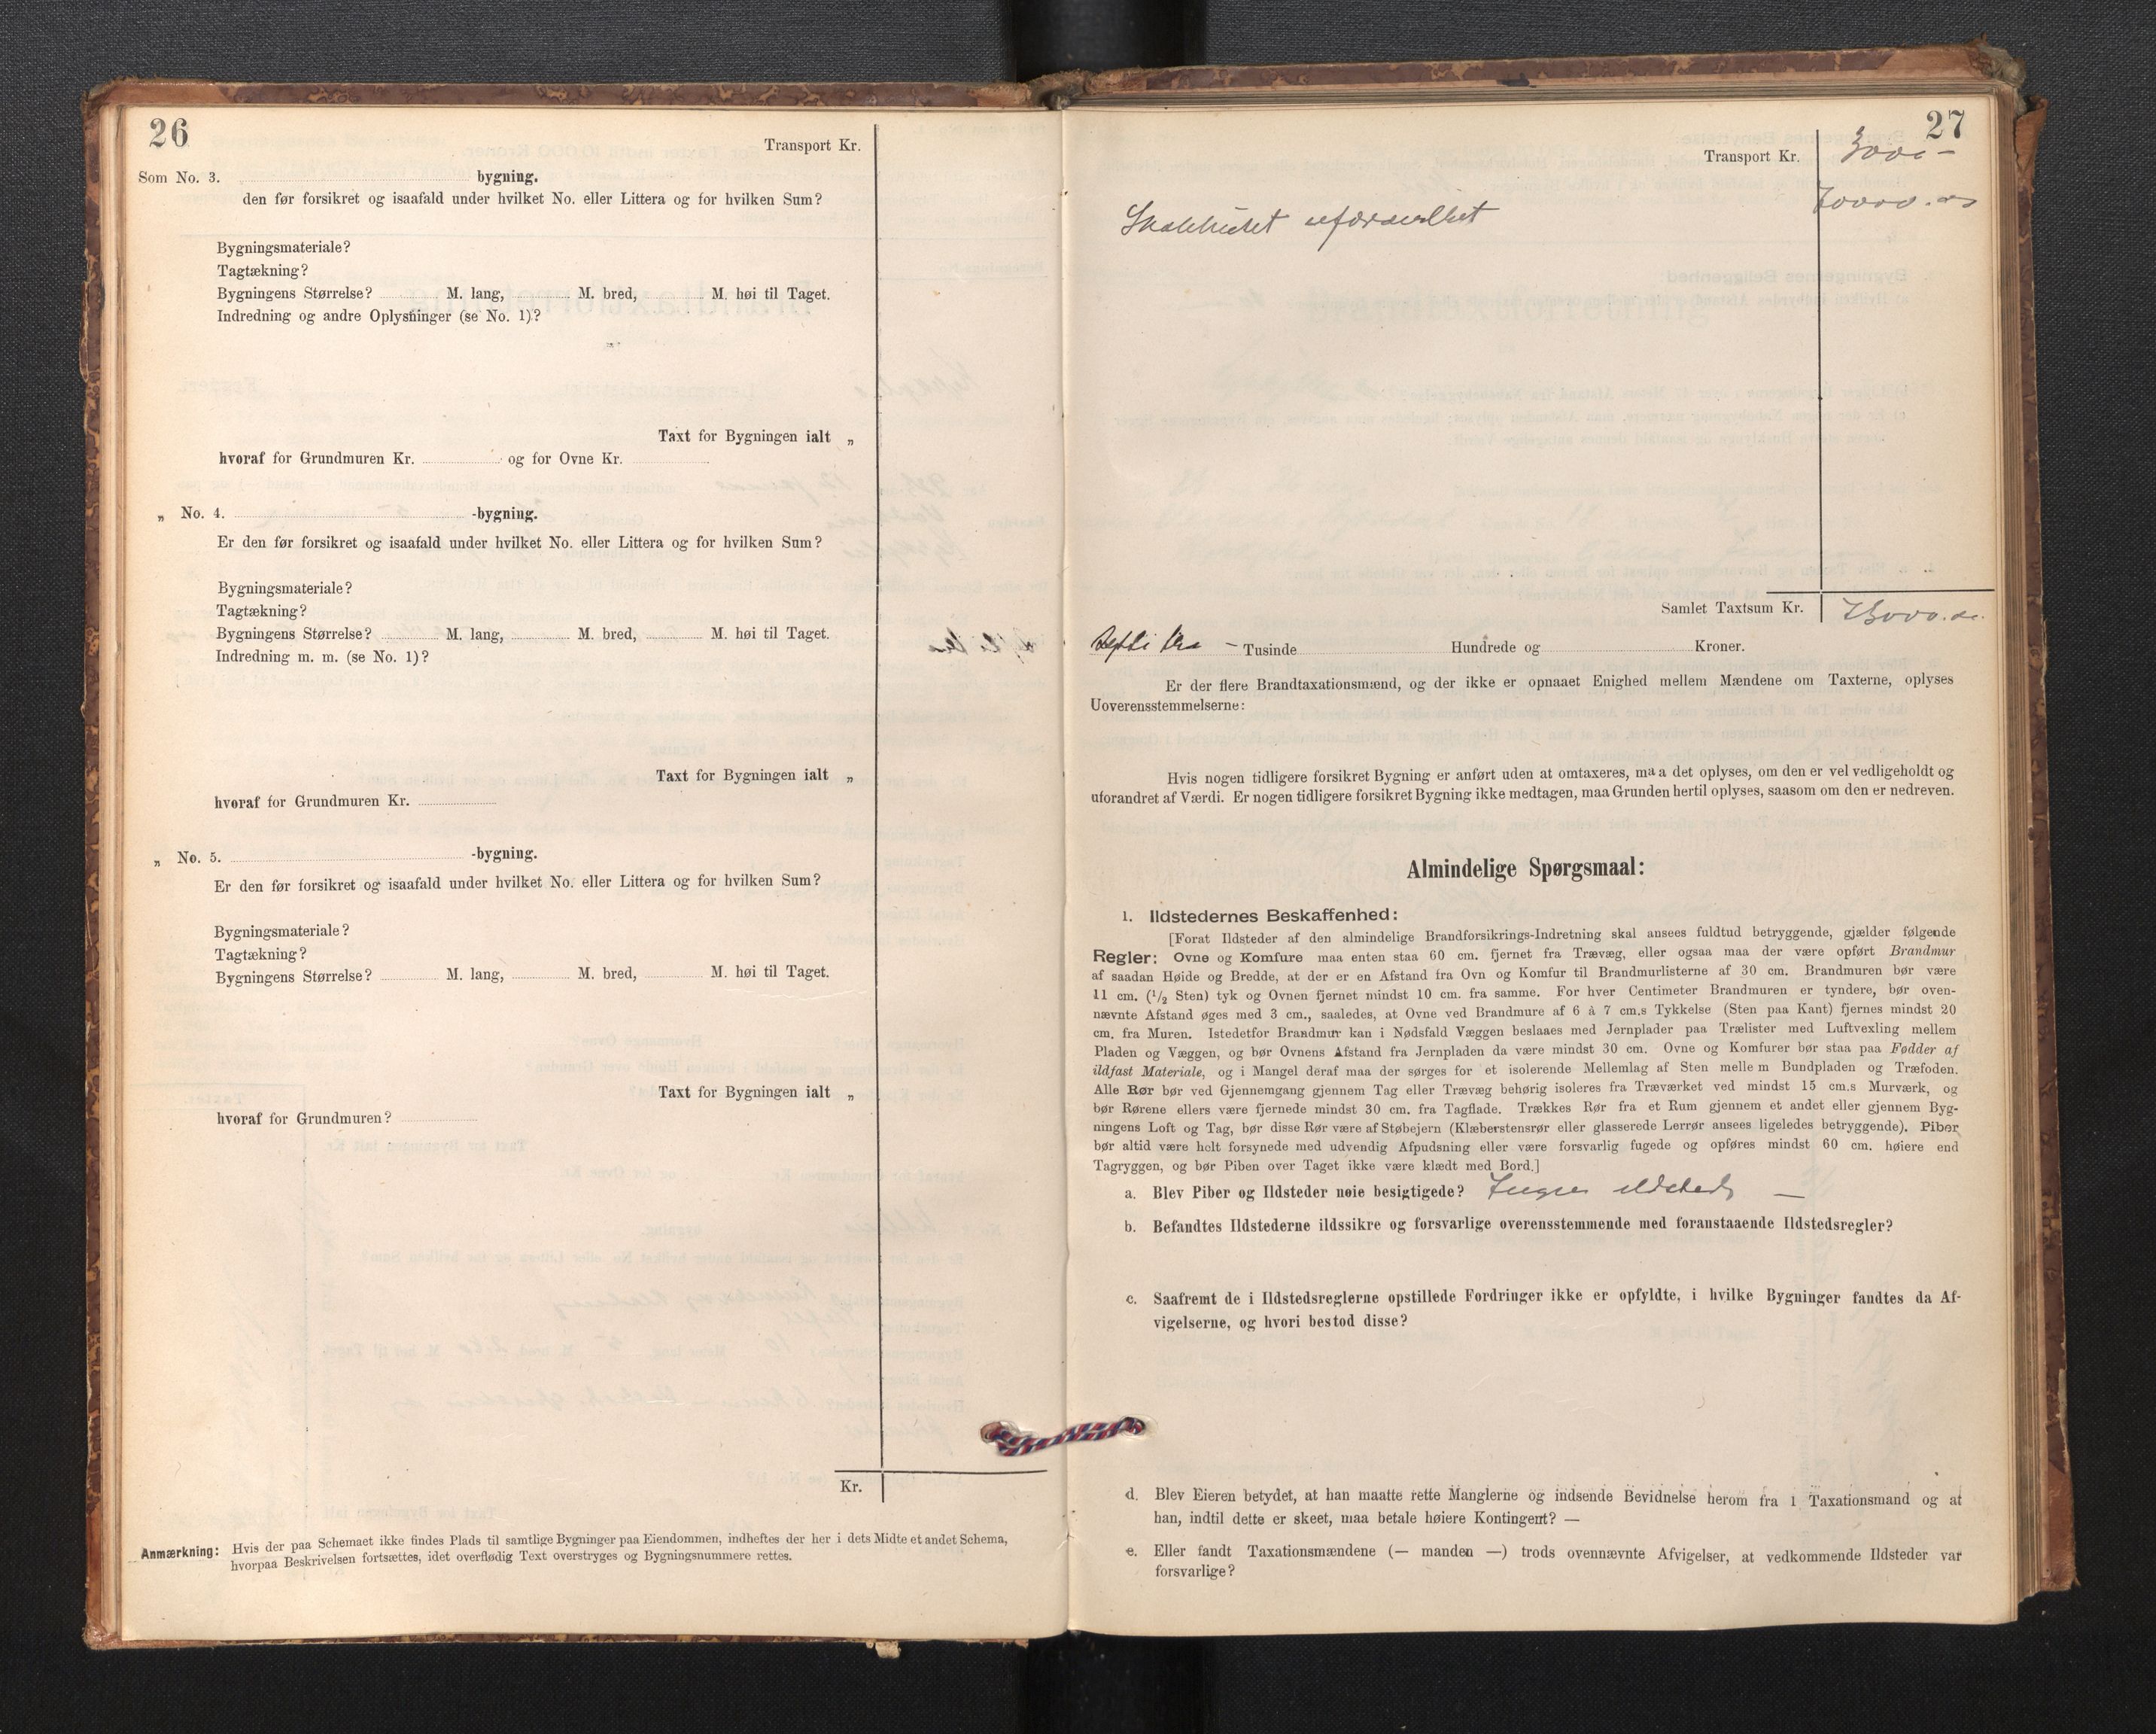 26
Transport Kr.
Som No. 3. bygning.
den før forsikret og isaafald under hvilket No. eller Littera og for hvilken Sum?
Bygningsmateriale?
Tagtækning?
Bygningens Størrelse? M. lang, M. bred, M. høi til Taget.
Indredning og andre Oplysninger (se No. 1)?
Taxt for Bygningen ialt „
hvoraf for Grundmuren Kr. og for Ovne Kr.
„ No. 4. -bygning.
Er den før forsikret og isaafald under hvilket No. eller Littera og for hvilken Sum?
Bygningsmateriale?
Tagtækning?
Bygningens Størrelse? M. lang, M. bred, M. høi til Taget.
Indredning m. m. (se No. 1)?
Taxt for Bygningen ialt „
hvoraf for Grundmuren Kr.
„ No. 5. -bygning.
Er den før forsikret og isaafald under hvilket No. eller Littera og for hvilken Sum?
Bygningsmateriale?
Tagtækning?
Bygningens Størrelse? M. lang, M. bred, M. høi til Taget.
Taxt for Bygningen ialt „
hvoraf for Grundmuren?
Kr.
Anmærkning: Hvis der paa Schemaet ikke findes Plads til samtlige Bygninger paa Eiendommen, indheftes der her i dets Midte et andet Schema,
hvorpaa Beskrivelsen fortsættes, idet overflødig Text overstryges og Bygningsnummere rettes.
27
Transport Kr. 3000 –
70000.00
uforandret
Samlet Taxtsum Kr. 73000.00
Sytti tre – Tusinde Hundrede og Kroner.
Er der flere Brandtaxationsmænd, og der ikke er opnaaet Enighed mellem Mændene om Taxterne, oplyses
Uoverensstemmelserne:
Hvis nogen tidligere forsikret Bygning er anført uden at omtaxeres, maa det oplyses, om den er vel vedligeholdt og
uforandret af Værdi. Er nogen tidligere forsikret Bygning ikke medtagen, maa Grunden hertil oplyses, saasom om den er nedreven.
Almindelige Spørgsmaal:
1. Ildstedernes Beskaffenhed:
[Forat Ildsteder af den almindelige Brandforsikrings-Indretning skal ansees fuldtud betryggende, gjælder følgende
Regler: Ovne og Komfure maa enten staa 60 cm. fjernet fra Trævæg, eller ogsaa maa der være opført Brandmur
af saadan Høide og Bredde, at der er en Afstand fra Ovn og Komfur til Brandmurlisterne af 30 cm. Brandmuren bør være
11 cm. (1/2 Sten) tyk og Ovnen fjernet mindst 10 cm. fra samme. For hver Centimeter Brandmuren er tyndere, bør oven-
nævnte Afstand øges med 3 cm., saaledes, at Ovne ved Brandmure af 6 à 7 cm.s Tykkelse (Sten paa Kant) fjernes mindst 20
cm. fra Muren. Istedetfor Brandmur kan i Nødsfald Væggen beslaaes med Jernplader paa Trælister med Luftvexling mellem
Pladen og Væggen, og bør Ovnens Afstand fra Jernpladen da være mindst 30 cm. Ovne og Komfurer bør staa paa Fødder af
ildfast Materiale, og i Mangel deraf maa der sørges for et isolerende Mellemlag af Sten mellem Bundpladen og Træfoden.
Alle Rør bør ved Gjennemgang gjennem Tag eller Trævæg behørig isoleres fra Træværket ved mindst 15 cm.s Murværk, og
bør Rørene ellers være fjernede mindst 30 cm. fra Tagflade. Trækkes Rør fra et Rum gjennem et andet eller gjennem Byg-
ningens Loft og Tag, bør disse Rør være af Støbejern (Klæberstensrør eller glasserede Lerrør ansees ligeledes betryggende). Piber
bør altid være helt forsynede med udvendig Afpudsning eller være forsvarlig fugede og opføres mindst 60 cm. høiere end
Tagryggen, og bør Piben over Taget ikke være klædt med Bord.]
a. Blev Piber og Ildsteder nøie besigtigede? Ingen ildsteds –
b. Befandtes Ildstederne ildssikre og forsvarlige overensstemmende med foranstaaende Ildstedsregler?
c. Saafremt de i Ildstedsreglerne opstillede Fordringer ikke er opfyldte, i hvilke Bygninger fandtes da Af-
vigelserne, og hvori bestod disse?
d. Blev Eieren betydet, at han maatte rette Manglerne og indsende Bevidnelse herom fra 1 Taxationsmand og at
han, indtil dette er skeet, maa betale høiere Kontingent? —
e. Eller fandt Taxationsmændene (— manden —) trods ovennævnte Afvigelser, at vedkommende Ildsteder var
forsvarlige?